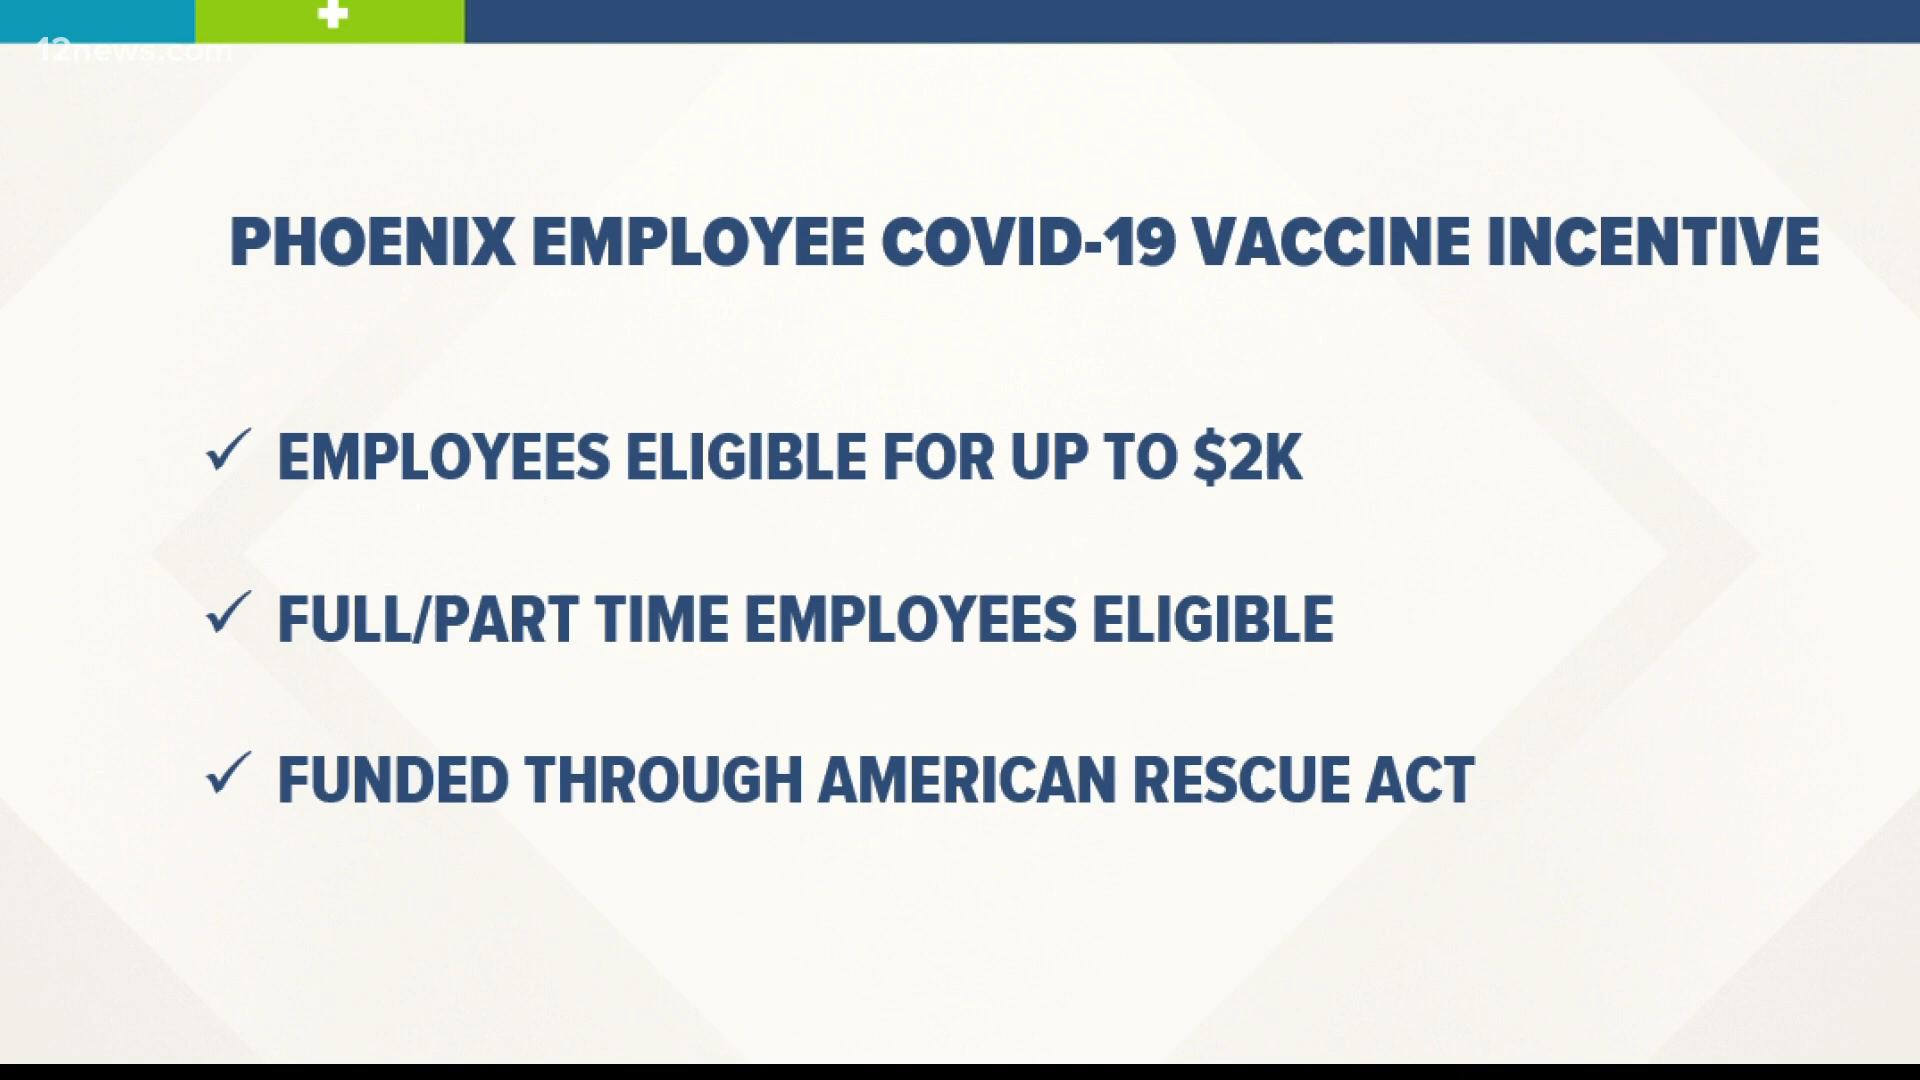 12news.com
PHOENIX EMPLOYEE COVID-19 VACCINE INCENTIVE
✓ EMPLOYEES ELIGIBLE FOR UP TO $2K
✓ FULL/PART TIME EMPLOYEES ELIGIBLE
✓ FUNDED THROUGH AMERICAN RESCUE ACT